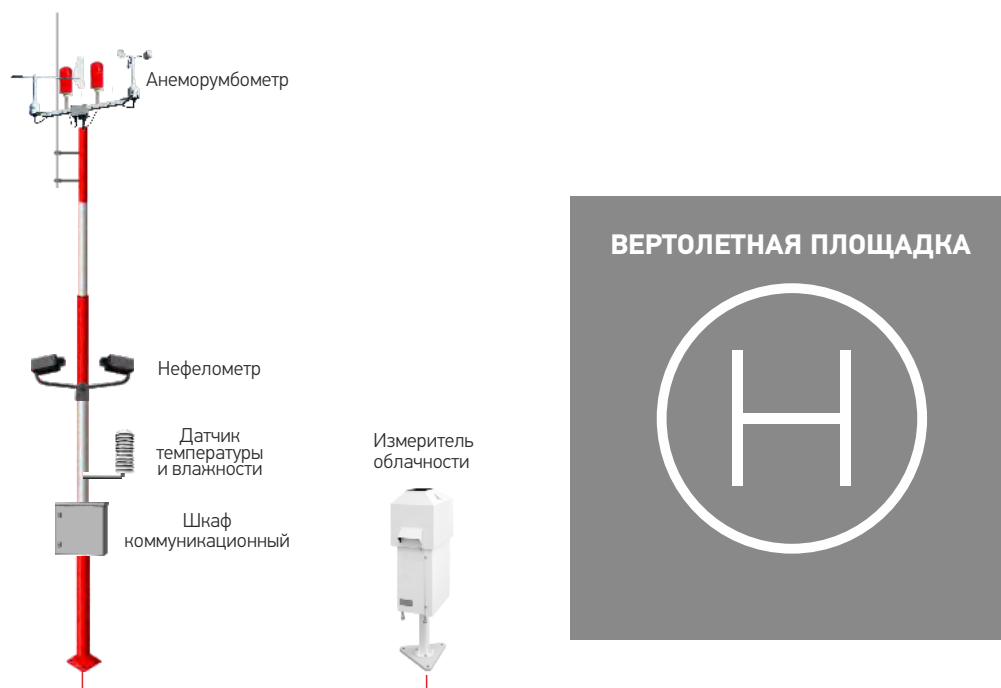 Анеморумбометр
Нефелометр
Датчик
температуры
и влажности
Шкаф
коммуникационный
Измеритель
облачности
ВЕРТОЛЕТНАЯ ПЛОЩАДКА
H